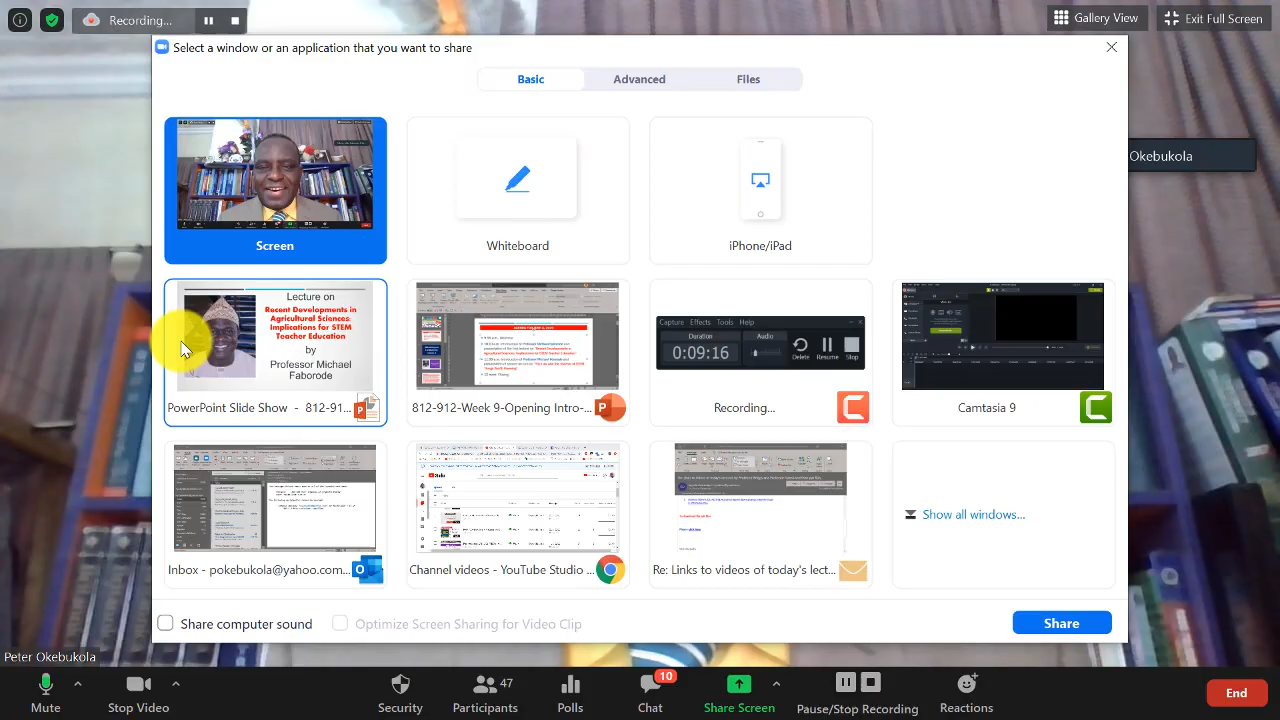 Recording...
Gallery View
Exit Full Screen
Select a window or an application that you want to share
Basic
Advanced
Files
Okebukola
Screen
Whiteboard
iPhone/iPad
Lecture on
Recent Developments in
Agricultural Sciences:
Implications for STEM
Teacher Education
by
Professor Michael
Faborode
PowerPoint Slide Show - 812-91...
812-912-Week 9-Opening Intro-...
Capture Effects Tools Help
Duration
0:09:16
Audio
Delete
Resume
Stop
Recording...
Camtasia 9
Inbox - pokebukola@yahoo.com...
Channel videos - YouTube Studio ...
Re: Links to videos of today's lect...
Show all windows...
Share computer sound
Optimize Screen Sharing for Video Clip
Share
Peter Okebukola
Mute
Stop Video
Security
47
Participants
Polls
10
Chat
Share Screen
Pause/Stop Recording
Reactions
End